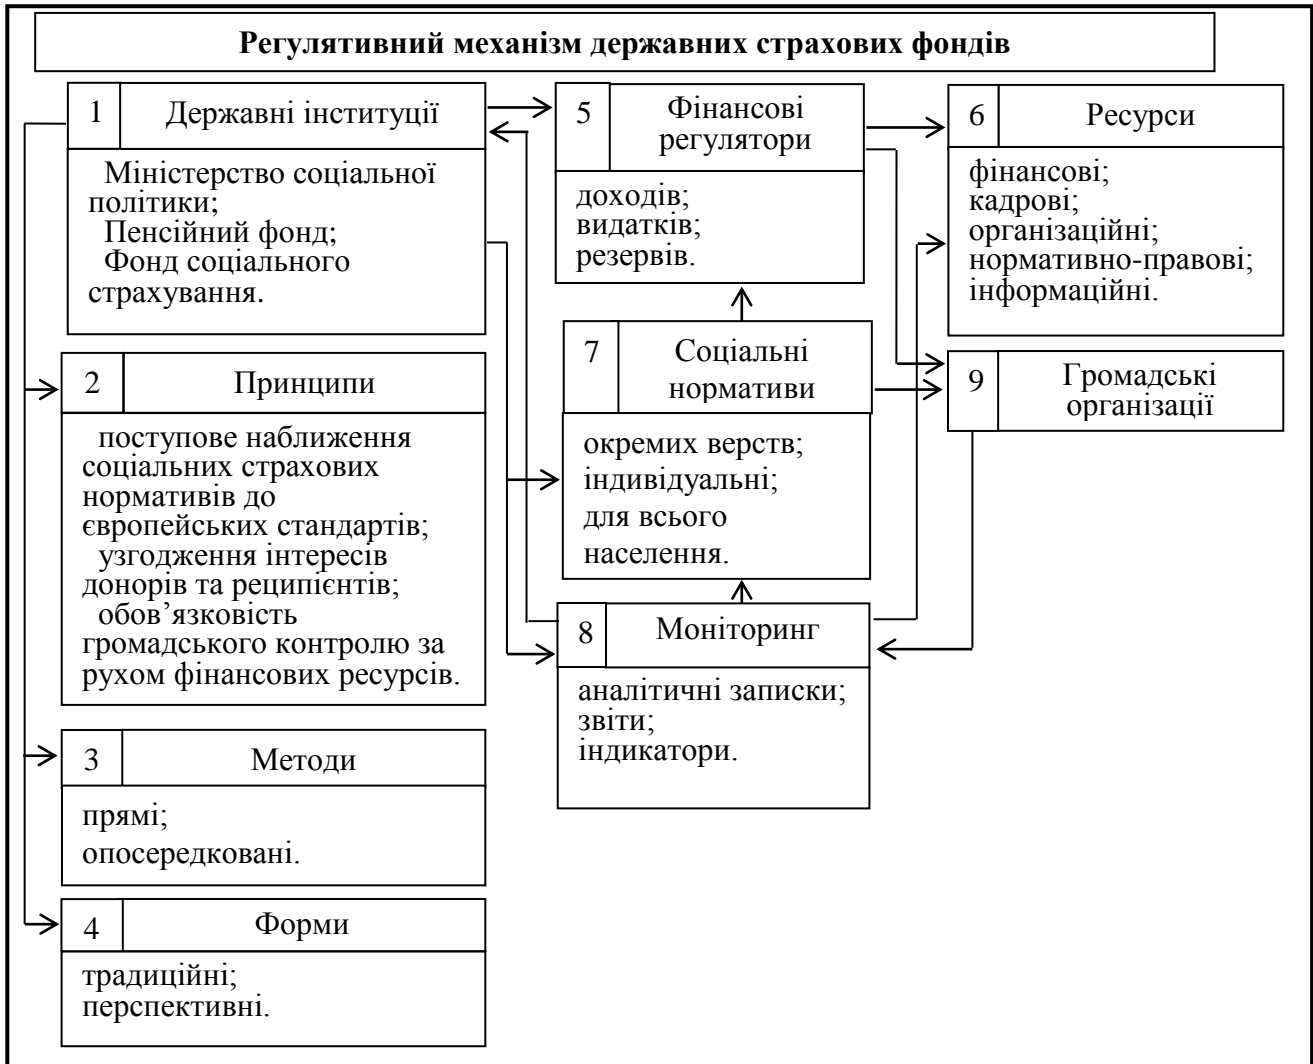 Регулятивний механізм державних страхових фондів
1
Державні інституції
Міністерство соціальної
політики;
Пенсійний фонд;
Фонд соціального
страхування.
2
Принципи
поступове наближення
соціальних страхових
нормативів до
європейських стандартів;
узгодження інтересів
донорів та реципієнтів;
обов’язковість
громадського контролю за
рухом фінансових ресурсів.
3
Методи
прямі;
опосередковані.
4
Форми
традиційні;
перспективні.
5
Фінансові
регулятори
доходів;
видатків;
резервів.
7
Соціальні
нормативи
окремих верств;
індивідуальні;
для всього
населення.
8
Моніторинг
аналітичні записки;
звіти;
індикатори.
6
Ресурси
фінансові;
кадрові;
організаційні;
нормативно-правові;
інформаційні.
9
Громадські
організації